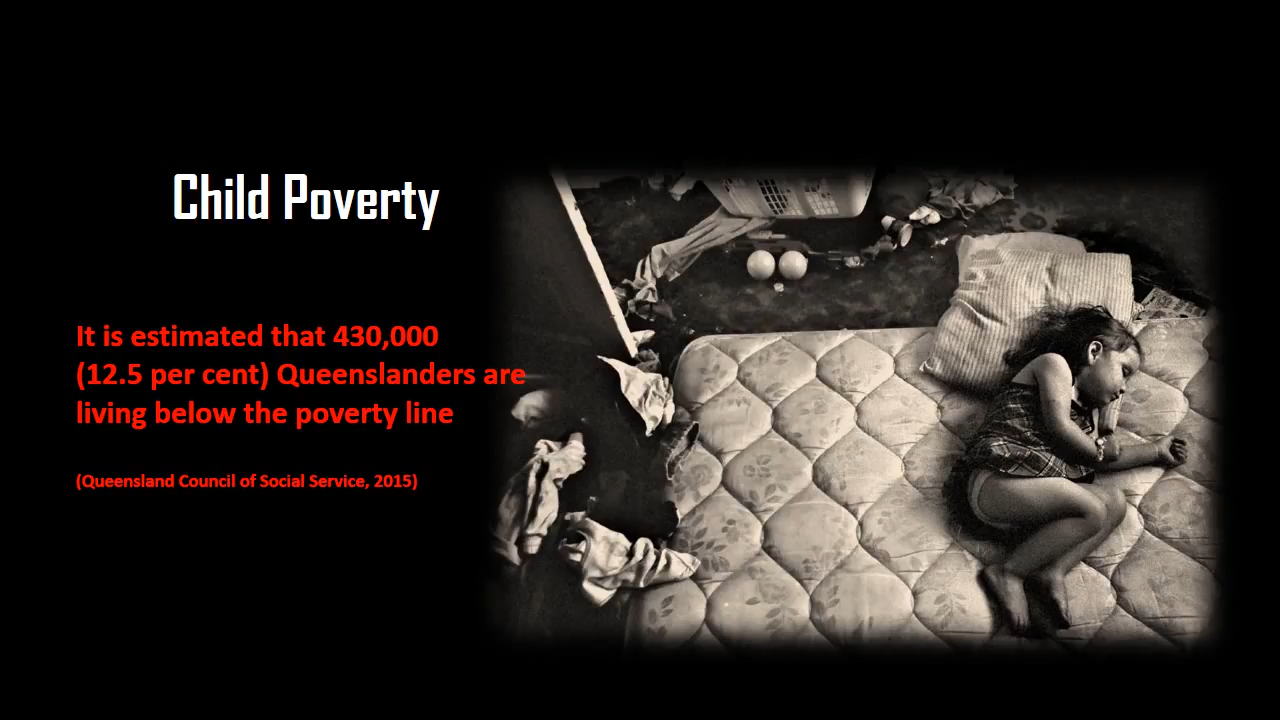 Child Poverty
It is estimated that 430,000
(12.5 per cent) Queenslanders are
living below the poverty line
(Queensland Council of Social Service, 2015)